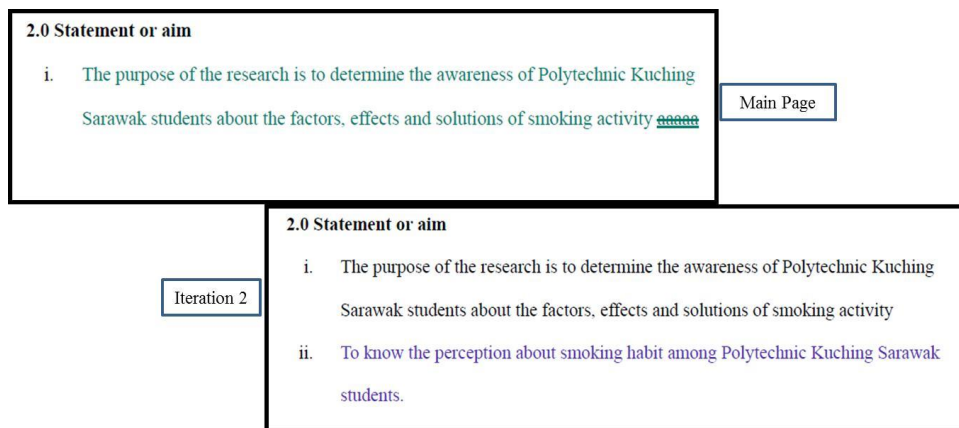 2.0 Statement or aim
i. The purpose of the research is to determine the awareness of Polytechnic Kuching
Sarawak students about the factors, effects and solutions of smoking activity aaaaa
Main Page
2.0 Statement or aim
i. The purpose of the research is to determine the awareness of Polytechnic Kuching
Sarawak students about the factors, effects and solutions of smoking activity
Iteration 2
ii. To know the perception about smoking habit among Polytechnic Kuching Sarawak
students.